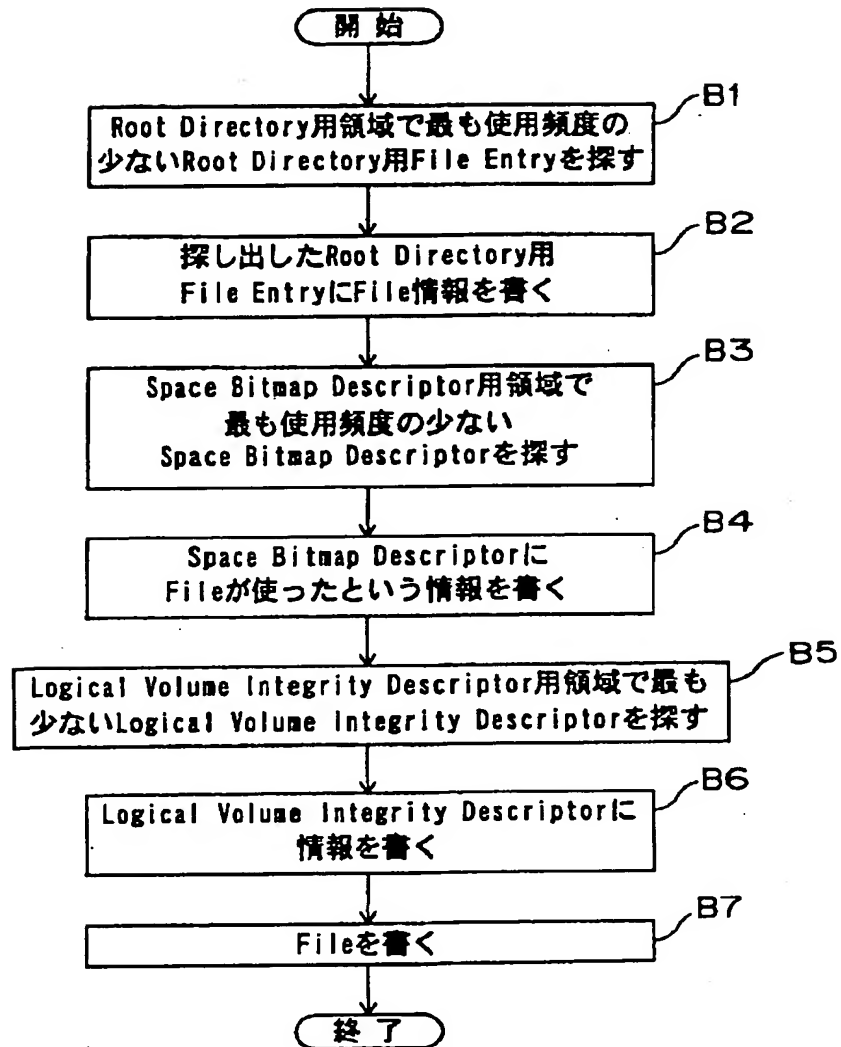 開始
B1
Root Directory用領域で最も使用頻度の
少ないRoot Directory用File Entryを探す
B2
探し出したRoot Directory用
File EntryにFile情報を書く
B3
Space Bitmap Descriptor用領域で
最も使用頻度の少ない
Space Bitmap Descriptorを探す
B4
Space Bitmap Descriptorに
Fileが使ったという情報を書く
B5
Logical Volume Integrity Descriptor用領域で最も
少ないLogical Volume Integrity Descriptorを探す
B6
Logical Volume Integrity Descriptorに
情報を書く
B7
Fileを書く
終了